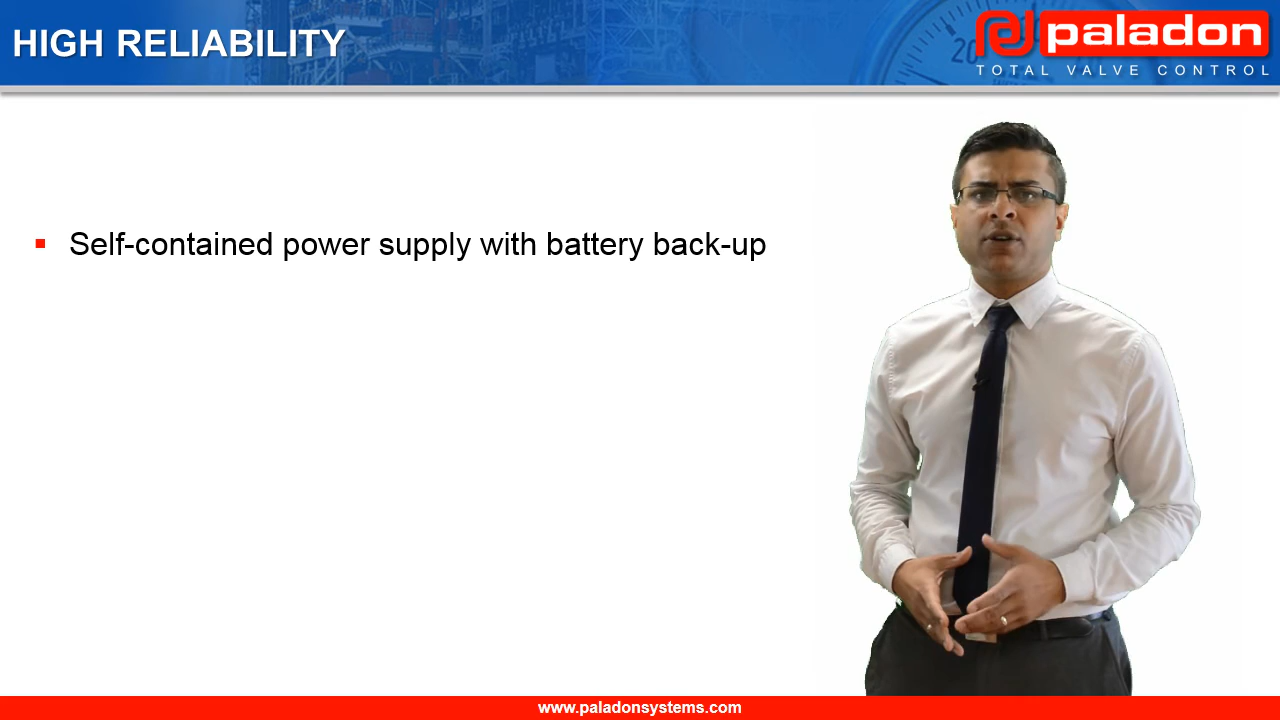 HIGH RELIABILITY
paladon
TOTAL VALVE CONTROL
Self-contained power supply with battery back-up
www.paladonsystems.com